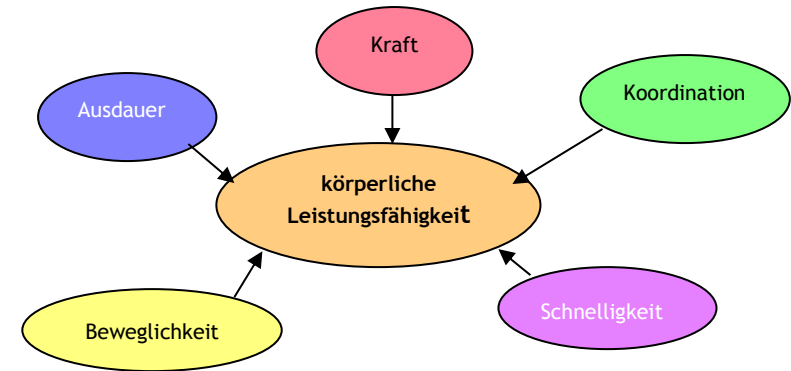 Kraft
Koordination
Ausdauer
körperliche
Leistungsfähigkeit
Schnelligkeit
Beweglichkeit